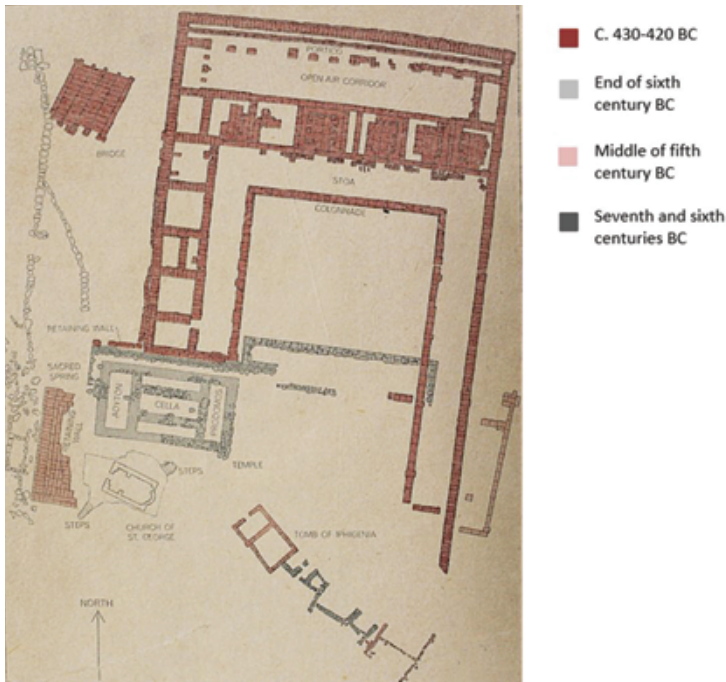 PORTICO
OPEN AIR CORRIDOR
BRIDGE
STOA
COLONNADE
RETAINING WALL
SACRED
SPRING
RETAINING
WALL
ADYTON
CELLA
PRODOMOS
TEMPLE
STEPS
STEPS
CHURCH OF
ST. GEORGE
TOMB OF IPHIGENIA
NORTH
C. 430-420 BC
End of sixth
century BC
Middle of fifth
century BC
Seventh and sixth
centuries BC